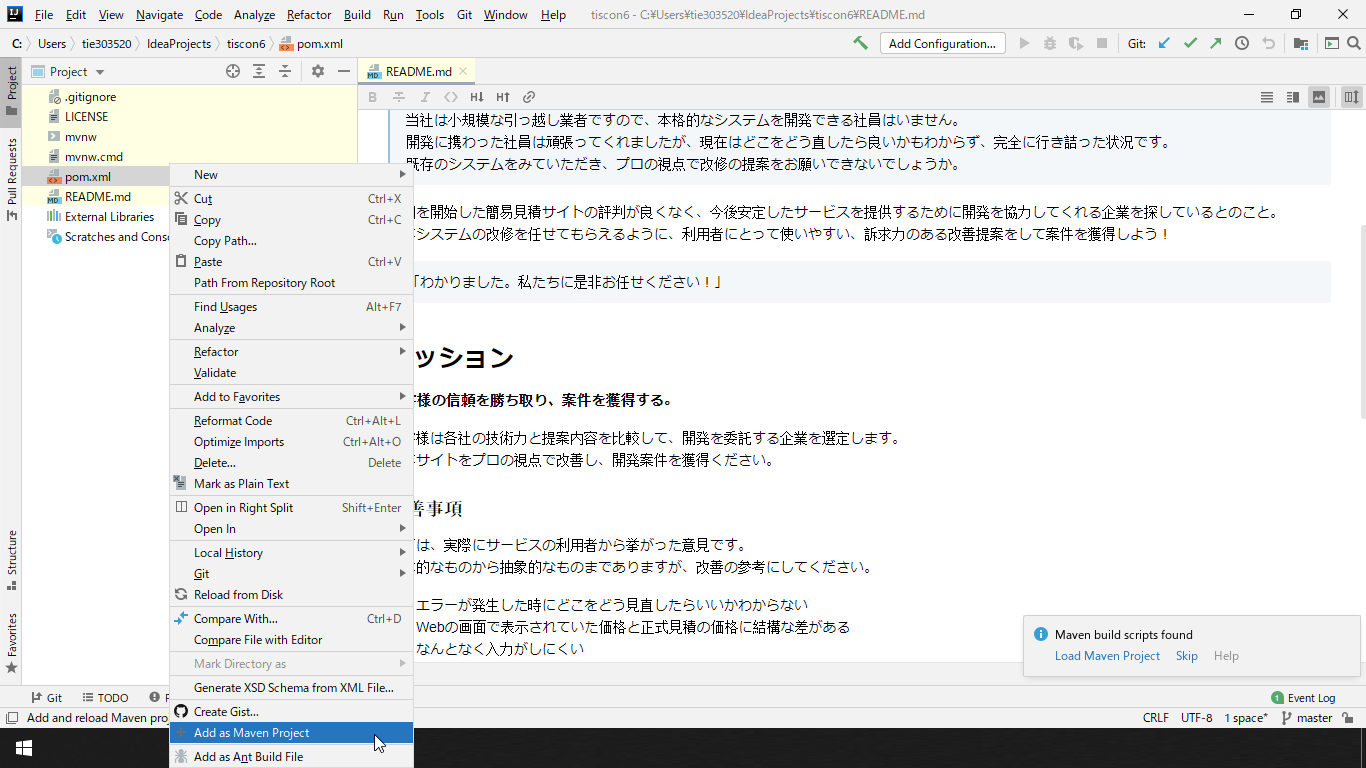 File Edit View Navigate Code Analyze Refactor Build Run Tools Git Window Help tiscon6 - C:¥Users¥tie303520¥IdeaProjects¥tiscon6¥README.md
C: Users tie303520 IdeaProjects tiscon6 pom.xml Add Configuration... Git:
Project
Project
README.md
.gitignore
LICENSE
mvnw
mvnw.cmd
pom.xml
README.md
External Libraries
Scratches and Cons
Pull Requests
Structure
Favorites
New
Cut Ctrl+X
Copy Ctrl+C
Copy Path...
Paste Ctrl+V
Path From Repository Root
Find Usages Alt+F7
Analyze
Refactor
Validate
Add to Favorites
Reformat Code Ctrl+Alt+L
Optimize Imports Ctrl+Alt+O
Delete... Delete
Mark as Plain Text
Open in Right Split Shift+Enter
Open In
Local History
Git
Reload from Disk
Compare With... Ctrl+D
Compare File with Editor
Mark Directory as
Generate XSD Schema from XML File...
Create Gist...
Add as Maven Project
Add as Ant Build File
B I H↓ H↑
当社は小規模な引っ越し業者ですので、本格的なシステムを開発できる社員はいません。
開発に携わった社員は頑張ってくれましたが、現在はどこをどう直したら良いかもわからず、完全に行き詰った状況です。
既存のシステムをみていただき、プロの視点で改修の提案をお願いできないでしょうか。
を開始した簡易見積サイトの評判が良くなく、今後安定したサービスを提供するために開発を協力してくれる企業を探しているとのこと。
システムの改修を任せてもらえるように、利用者にとって使いやすい、訴求力のある改善提案をして案件を獲得しよう！
「わかりました。私たちに是非お任せください！」
ッション
様の信頼を勝ち取り、案件を獲得する。
様は各社の技術力と提案内容を比較して、開発を委託する企業を選定します。
サイトをプロの視点で改善し、開発案件を獲得ください。
善事項
は、実際にサービスの利用者から挙がった意見です。
的なものから抽象的なものまでありますが、改善の参考にしてください。
エラーが発生した時にどこをどう見直したらいいかわからない
Webの画面で表示されていた価格と正式見積の価格に結構な差がある
なんとなく入力がしにくい
Maven build scripts found
Load Maven Project Skip Help
Git TODO
1 Event Log
Add and reload Maven pro
CRLF UTF-8 1 space* master